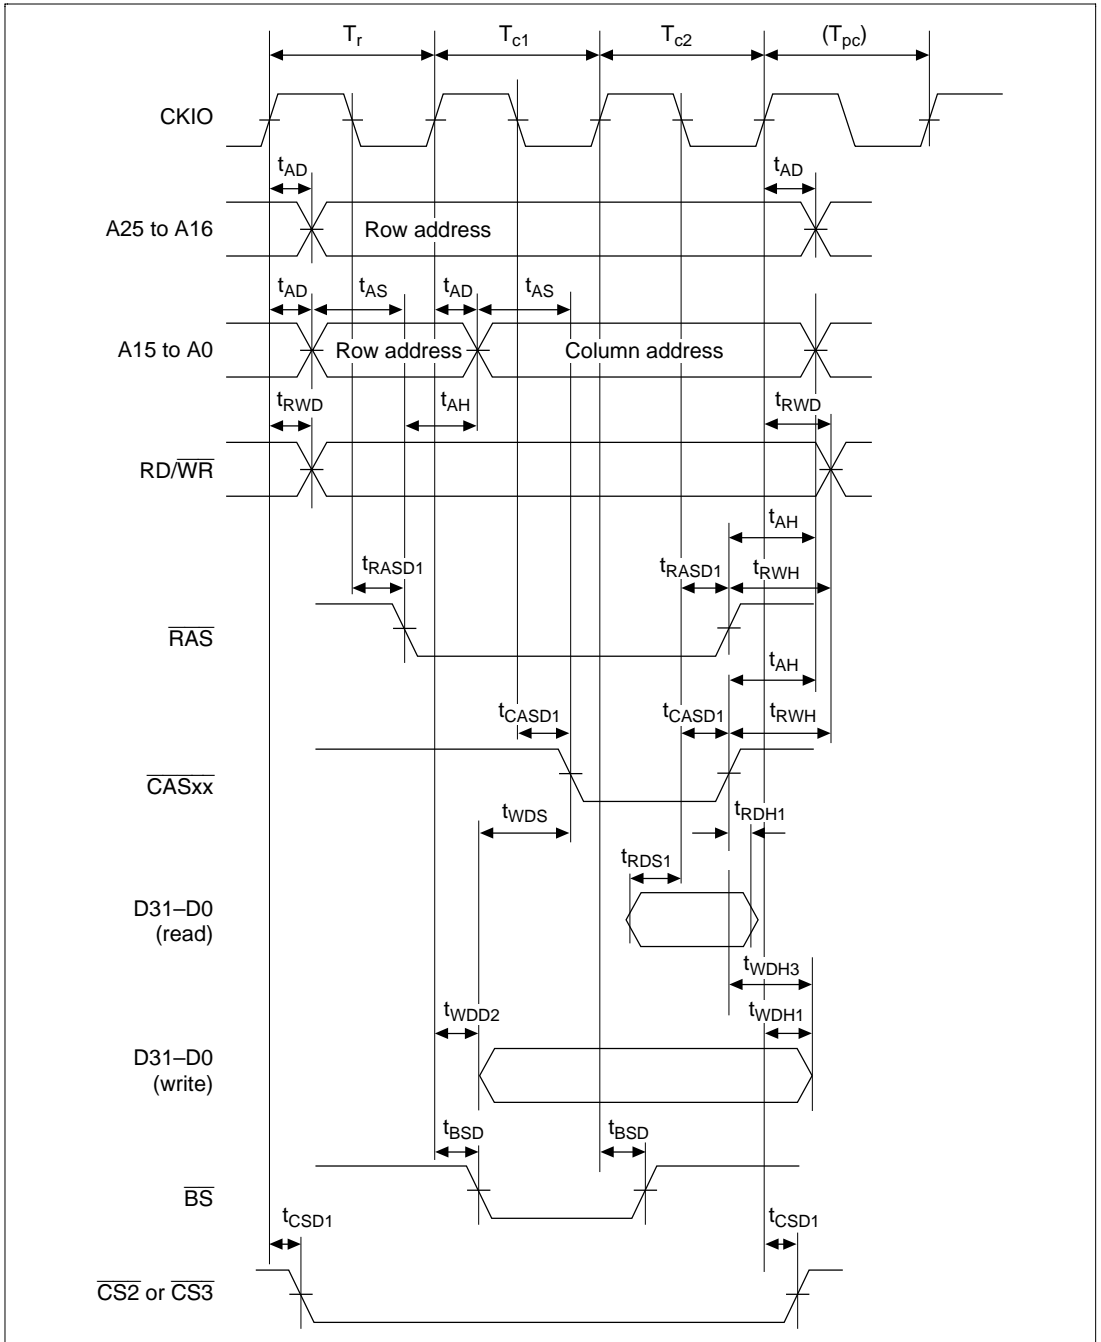 Tr Tc1 Tc2 (Tpc)
CKIO
tAD tAD
A25 to A16 Row address
tAD tAS tAD tAS
A15 to A0 Row address Column address
tRWD tAH tRWD
RD/WR
tAH
tRASD1 tRASD1 tRWH
RAS
tAH
tCASD1 tCASD1 tRWH
CASxx
tWDS tRDH1
tRDS1
D31–D0
(read)
tWDH3
tWDD2 tWDH1
D31–D0
(write)
tBSD tBSD
BS
tCSD1 tCSD1
CS2 or CS3